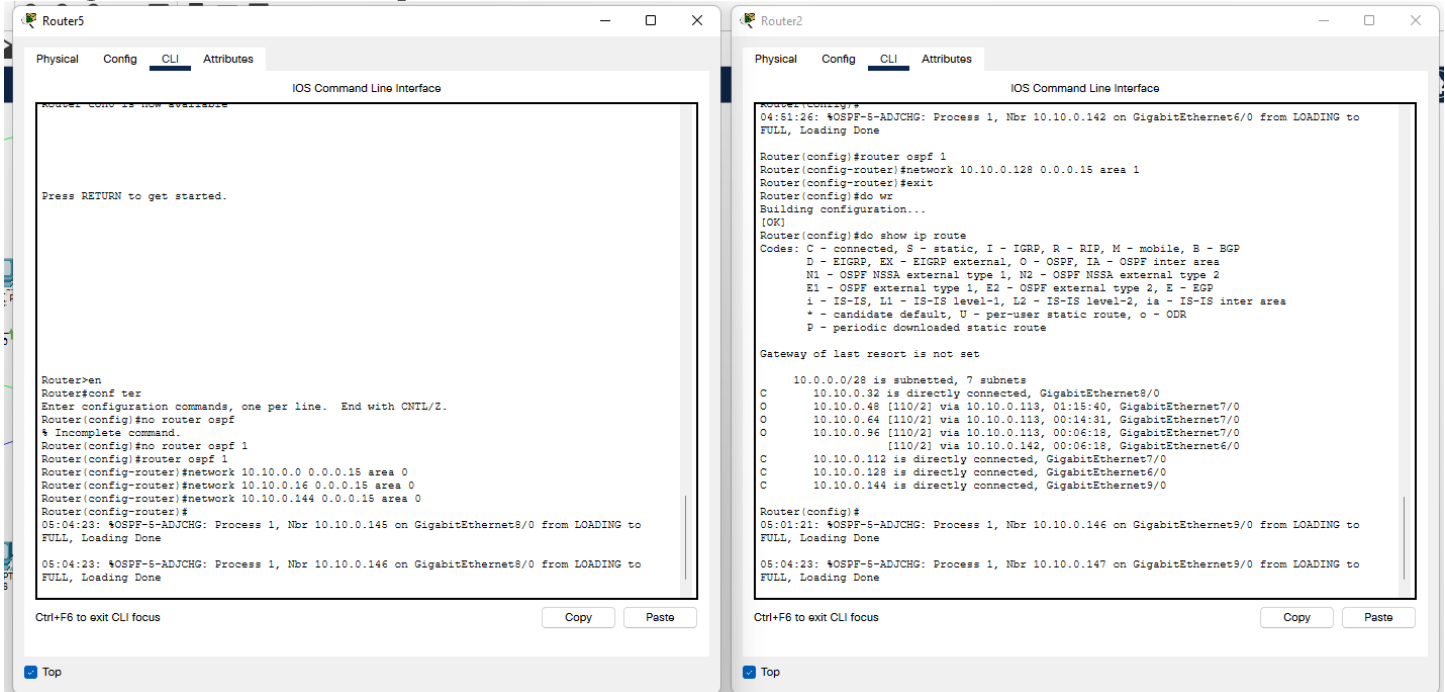 Router5
Physical Config CLI Attributes
IOS Command Line Interface
Router con0 is now available
Press RETURN to get started.
Router>en
Router#conf ter
Enter configuration commands, one per line. End with CNTL/Z.
Router(config)#no router ospf
% Incomplete command.
Router(config)#no router ospf 1
Router(config)#router ospf 1
Router(config-router)#network 10.10.0.0 0.0.0.15 area 0
Router(config-router)#network 10.10.0.16 0.0.0.15 area 0
Router(config-router)#network 10.10.0.144 0.0.0.15 area 0
Router(config-router)#
05:04:23: %OSPF-5-ADJCHG: Process 1, Nbr 10.10.0.145 on GigabitEthernet8/0 from LOADING to
FULL, Loading Done
05:04:23: %OSPF-5-ADJCHG: Process 1, Nbr 10.10.0.146 on GigabitEthernet8/0 from LOADING to
FULL, Loading Done
Ctrl+F6 to exit CLI focus
Copy Paste
Top
Router2
Physical Config CLI Attributes
IOS Command Line Interface
Router(config)#
04:51:26: %OSPF-5-ADJCHG: Process 1, Nbr 10.10.0.142 on GigabitEthernet6/0 from LOADING to
FULL, Loading Done
Router(config)#router ospf 1
Router(config-router)#network 10.10.0.128 0.0.0.15 area 1
Router(config-router)#exit
Router(config)#do wr
Building configuration...
[OK]
Router(config)#do show ip route
Codes: C - connected, S - static, I - IGRP, R - RIP, M - mobile, B - BGP
D - EIGRP, EX - EIGRP external, O - OSPF, IA - OSPF inter area
N1 - OSPF NSSA external type 1, N2 - OSPF NSSA external type 2
E1 - OSPF external type 1, E2 - OSPF external type 2, E - EGP
i - IS-IS, L1 - IS-IS level-1, L2 - IS-IS level-2, ia - IS-IS inter area
* - candidate default, U - per-user static route, o - ODR
P - periodic downloaded static route
Gateway of last resort is not set
10.0.0.0/28 is subnetted, 7 subnets
C 10.10.0.32 is directly connected, GigabitEthernet8/0
O 10.10.0.48 [110/2] via 10.10.0.113, 01:15:40, GigabitEthernet7/0
O 10.10.0.64 [110/2] via 10.10.0.113, 00:14:31, GigabitEthernet7/0
O 10.10.0.96 [110/2] via 10.10.0.113, 00:06:18, GigabitEthernet7/0
[110/2] via 10.10.0.142, 00:06:18, GigabitEthernet6/0
C 10.10.0.112 is directly connected, GigabitEthernet7/0
C 10.10.0.128 is directly connected, GigabitEthernet6/0
C 10.10.0.144 is directly connected, GigabitEthernet9/0
Router(config)#
05:01:21: %OSPF-5-ADJCHG: Process 1, Nbr 10.10.0.146 on GigabitEthernet9/0 from LOADING to
FULL, Loading Done
05:04:23: %OSPF-5-ADJCHG: Process 1, Nbr 10.10.0.147 on GigabitEthernet9/0 from LOADING to
FULL, Loading Done
Ctrl+F6 to exit CLI focus
Copy Paste
Top